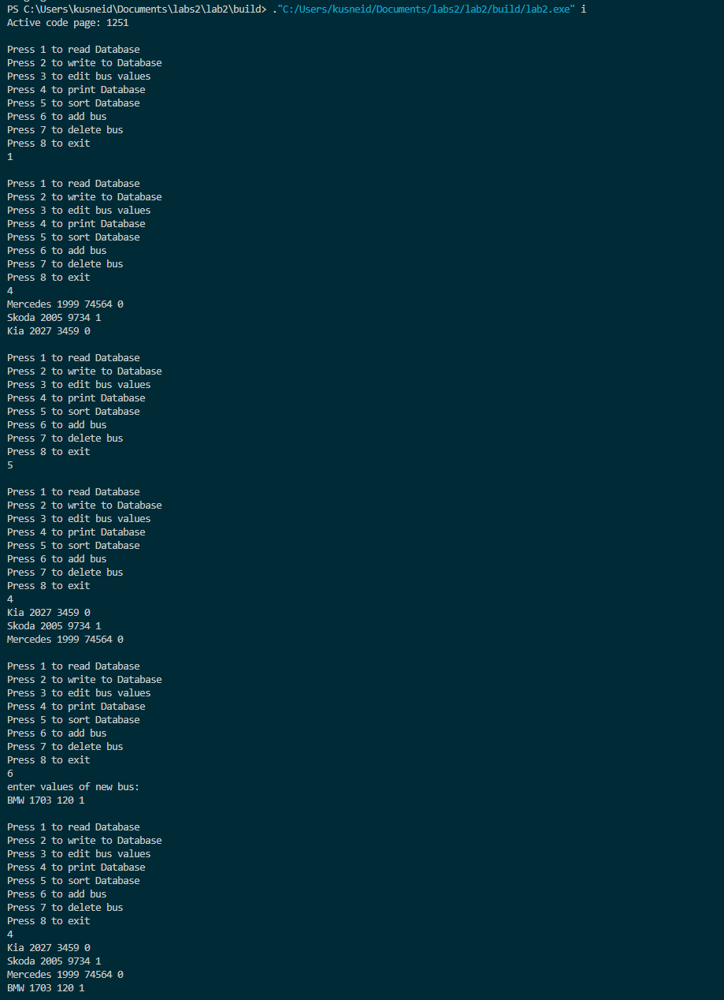 PS C:\Users\kusneid\Documents\labs2\lab2\build> ."C:/Users/kusneid/Documents/labs2/lab2/build/lab2.exe" i
Active code page: 1251
Press 1 to read Database
Press 2 to write to Database
Press 3 to edit bus values
Press 4 to print Database
Press 5 to sort Database
Press 6 to add bus
Press 7 to delete bus
Press 8 to exit
1
Press 1 to read Database
Press 2 to write to Database
Press 3 to edit bus values
Press 4 to print Database
Press 5 to sort Database
Press 6 to add bus
Press 7 to delete bus
Press 8 to exit
4
Mercedes 1999 74564 0
Skoda 2005 9734 1
Kia 2027 3459 0
Press 1 to read Database
Press 2 to write to Database
Press 3 to edit bus values
Press 4 to print Database
Press 5 to sort Database
Press 6 to add bus
Press 7 to delete bus
Press 8 to exit
5
Press 1 to read Database
Press 2 to write to Database
Press 3 to edit bus values
Press 4 to print Database
Press 5 to sort Database
Press 6 to add bus
Press 7 to delete bus
Press 8 to exit
4
Kia 2027 3459 0
Skoda 2005 9734 1
Mercedes 1999 74564 0
Press 1 to read Database
Press 2 to write to Database
Press 3 to edit bus values
Press 4 to print Database
Press 5 to sort Database
Press 6 to add bus
Press 7 to delete bus
Press 8 to exit
6
enter values of new bus:
BMW 1703 120 1
Press 1 to read Database
Press 2 to write to Database
Press 3 to edit bus values
Press 4 to print Database
Press 5 to sort Database
Press 6 to add bus
Press 7 to delete bus
Press 8 to exit
4
Kia 2027 3459 0
Skoda 2005 9734 1
Mercedes 1999 74564 0
BMW 1703 120 1